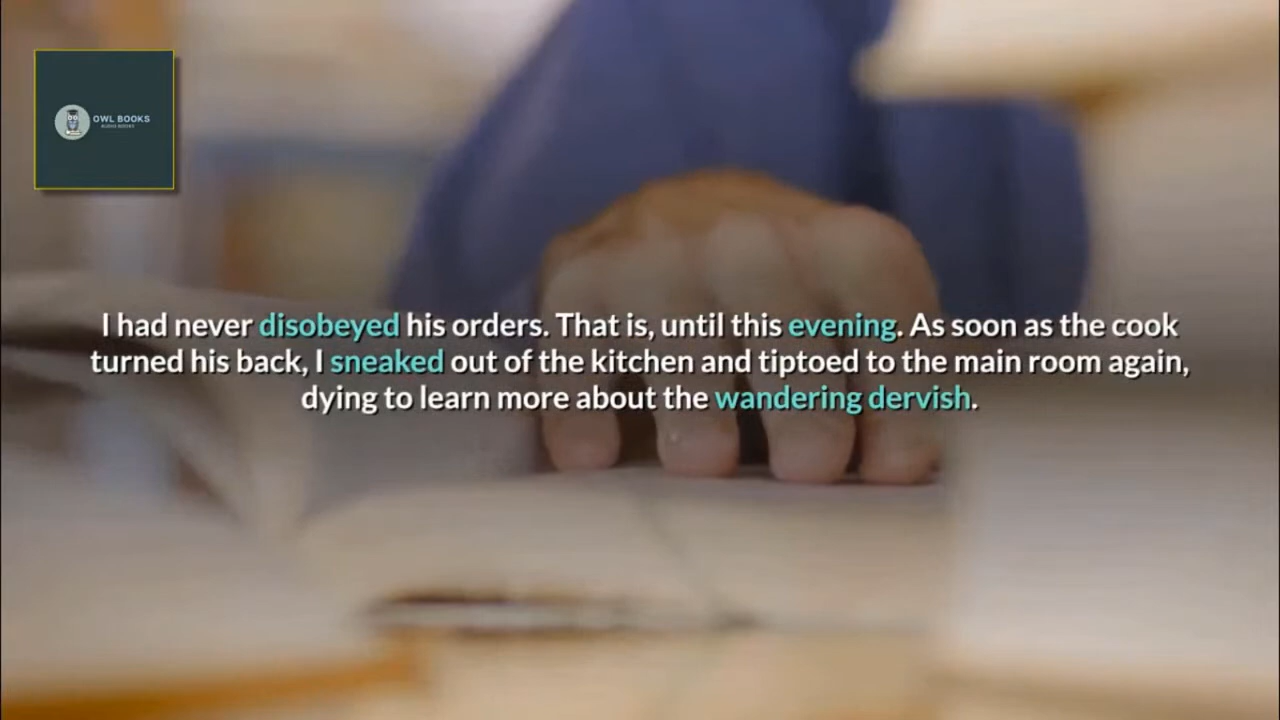 OWL BOOKS
AUDIO BOOKS
I had never disobeyed his orders. That is, until this evening. As soon as the cook
turned his back, I sneaked out of the kitchen and tiptoed to the main room again,
dying to learn more about the wandering dervish.